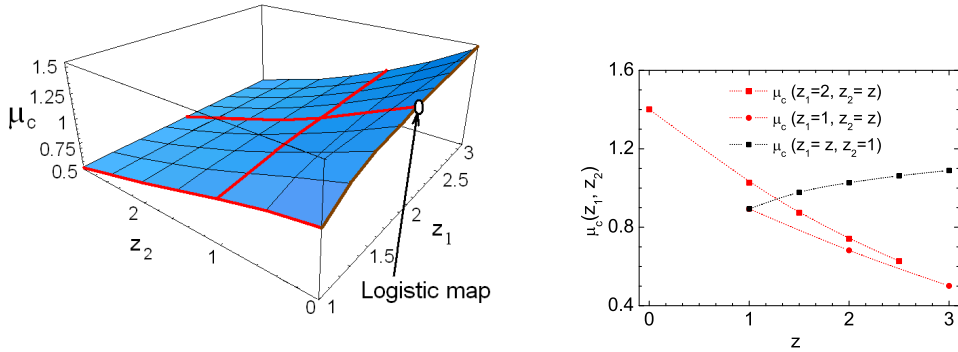 1.5
1.25
μc
1
0.75
0.5
2
1
z2
0
1
1.5
2
z1
2.5
3
Logistic map
1.6
1.2
0.8
0.4
μc(z1, z2)
μc (z1=2, z2= z)
μc (z1=1, z2= z)
μc (z1= z, z2=1)
0
1
2
3
z